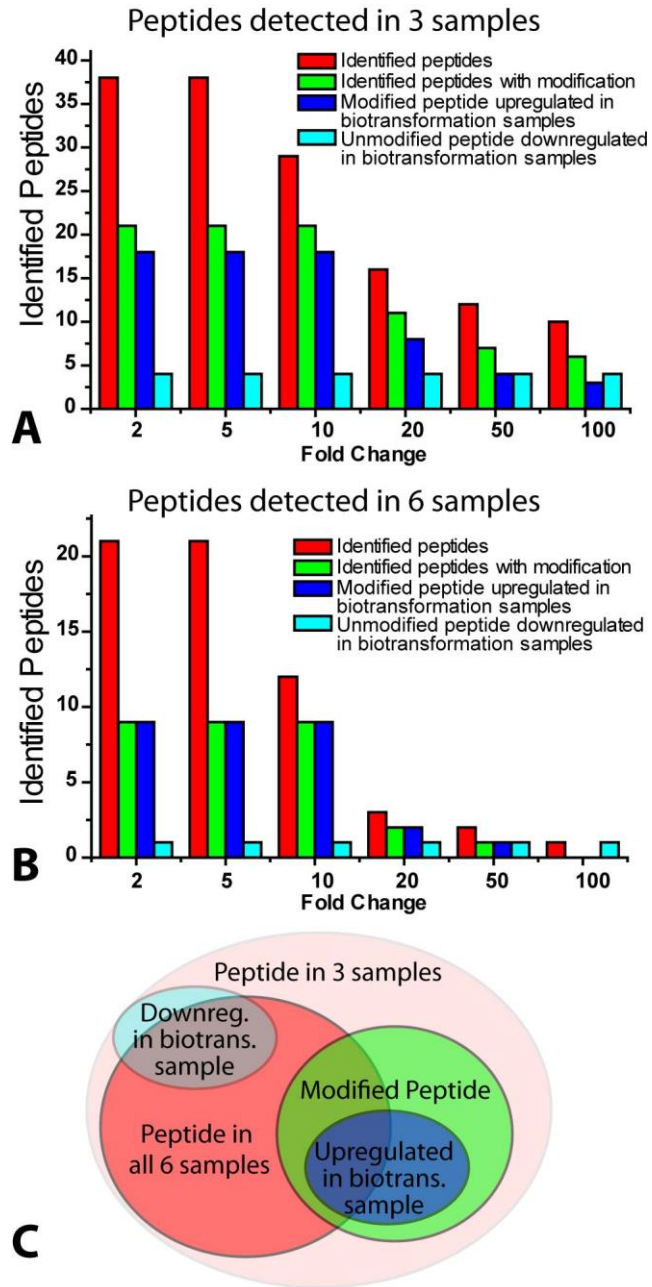 Peptides detected in 3 samples
Identified Peptides
40
35
30
25
20
15
10
5
0
Identified peptides
Identified peptides with modification
Modified peptide upregulated in
biotransformation samples
Unmodified peptide downregulated
in biotransformation samples
2 5 10 20 50 100
Fold Change
A
Peptides detected in 6 samples
Identified Peptides
20
15
10
5
0
Identified peptides
Identified peptides with modification
Modified peptide upregulated in
biotransformation samples
Unmodified peptide downregulated
in biotransformation samples
2 5 10 20 50 100
Fold Change
B
Peptide in 3 samples
Downreg.
in biotrans.
sample
Modified Peptide
Peptide in
all 6 samples
Upregulated
in biotrans.
sample
C